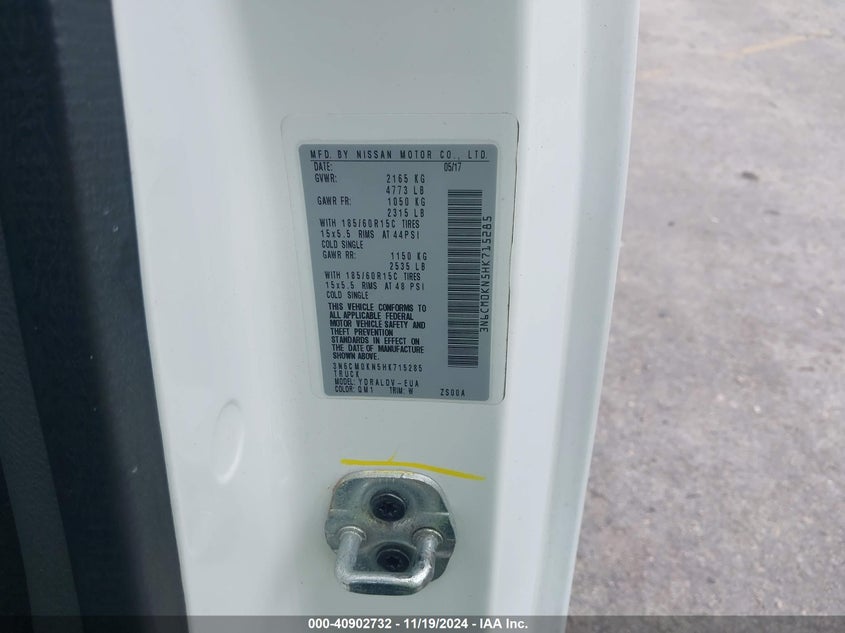 MFD. BY NISSAN MOTOR CO., LTD.
DATE: 05/17
GVWR: 2165 KG
4773 LB
GAWR FR: 1050 KG
2315 LB
WITH 185/60R15C TIRES
15x5.5 RIMS AT 44PSI
COLD SINGLE
GAWR RR: 1150 KG
2535 LB
WITH 185/60R15C TIRES
15x5.5 RIMS AT 48 PSI
COLD SINGLE
THIS VEHICLE CONFORMS TO
ALL APPLICABLE FEDERAL
MOTOR VEHICLE SAFETY AND
THEFT PREVENTION
STANDARDS IN EFFECT ON
THE DATE OF MANUFACTURE
SHOWN ABOVE.
3N6CM0KN5HK715285
TRUCK
MODEL: YDRALDV-EUA
COLOR: QM1 TRIM: W ZS00A
3N6CM0KN5HK715285
000-40902732 - 11/19/2024 - IAA Inc.